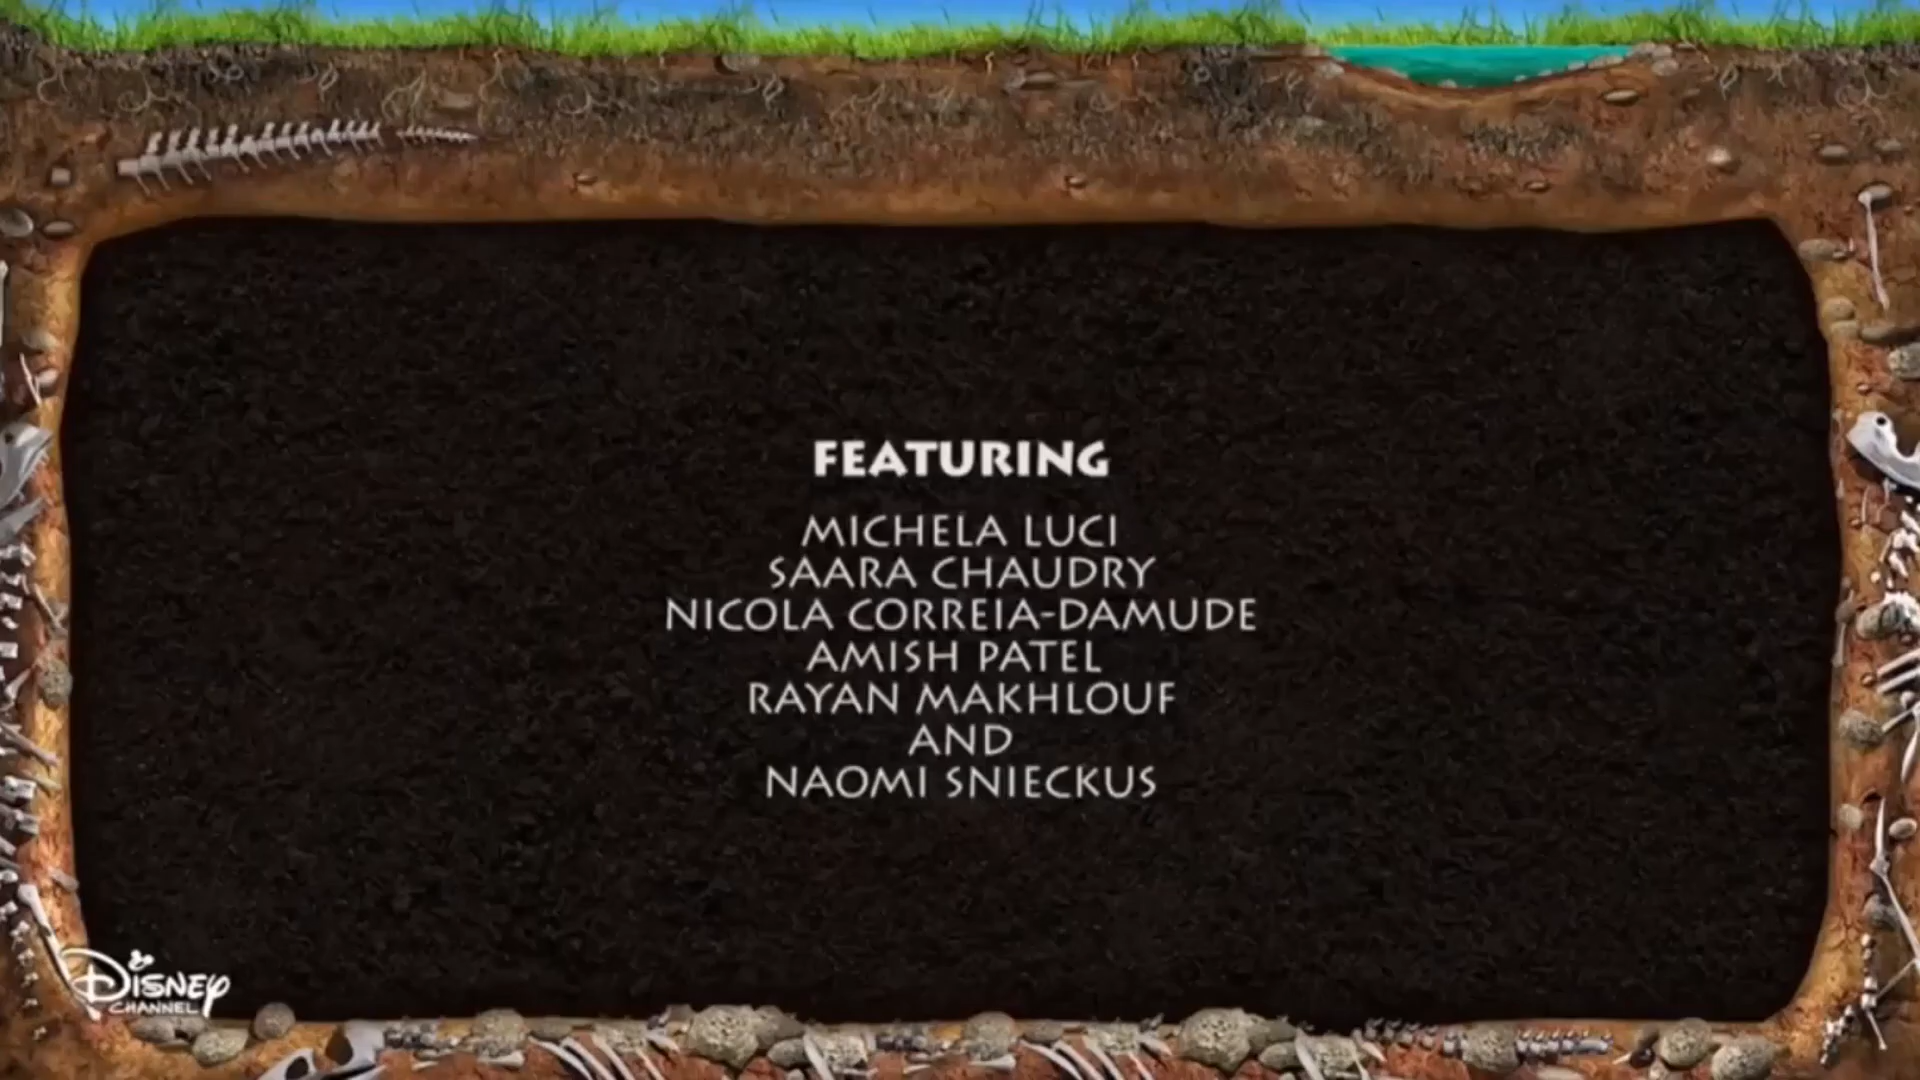 FEATURING
MICHELA LUCI
SAARA CHAUDRY
NICOLA CORREIA-DAMUDE
AMISH PATEL
RAYAN MAKHLOUF
AND
NAOMI SNIECKUS
DISNEY
CHANNEL